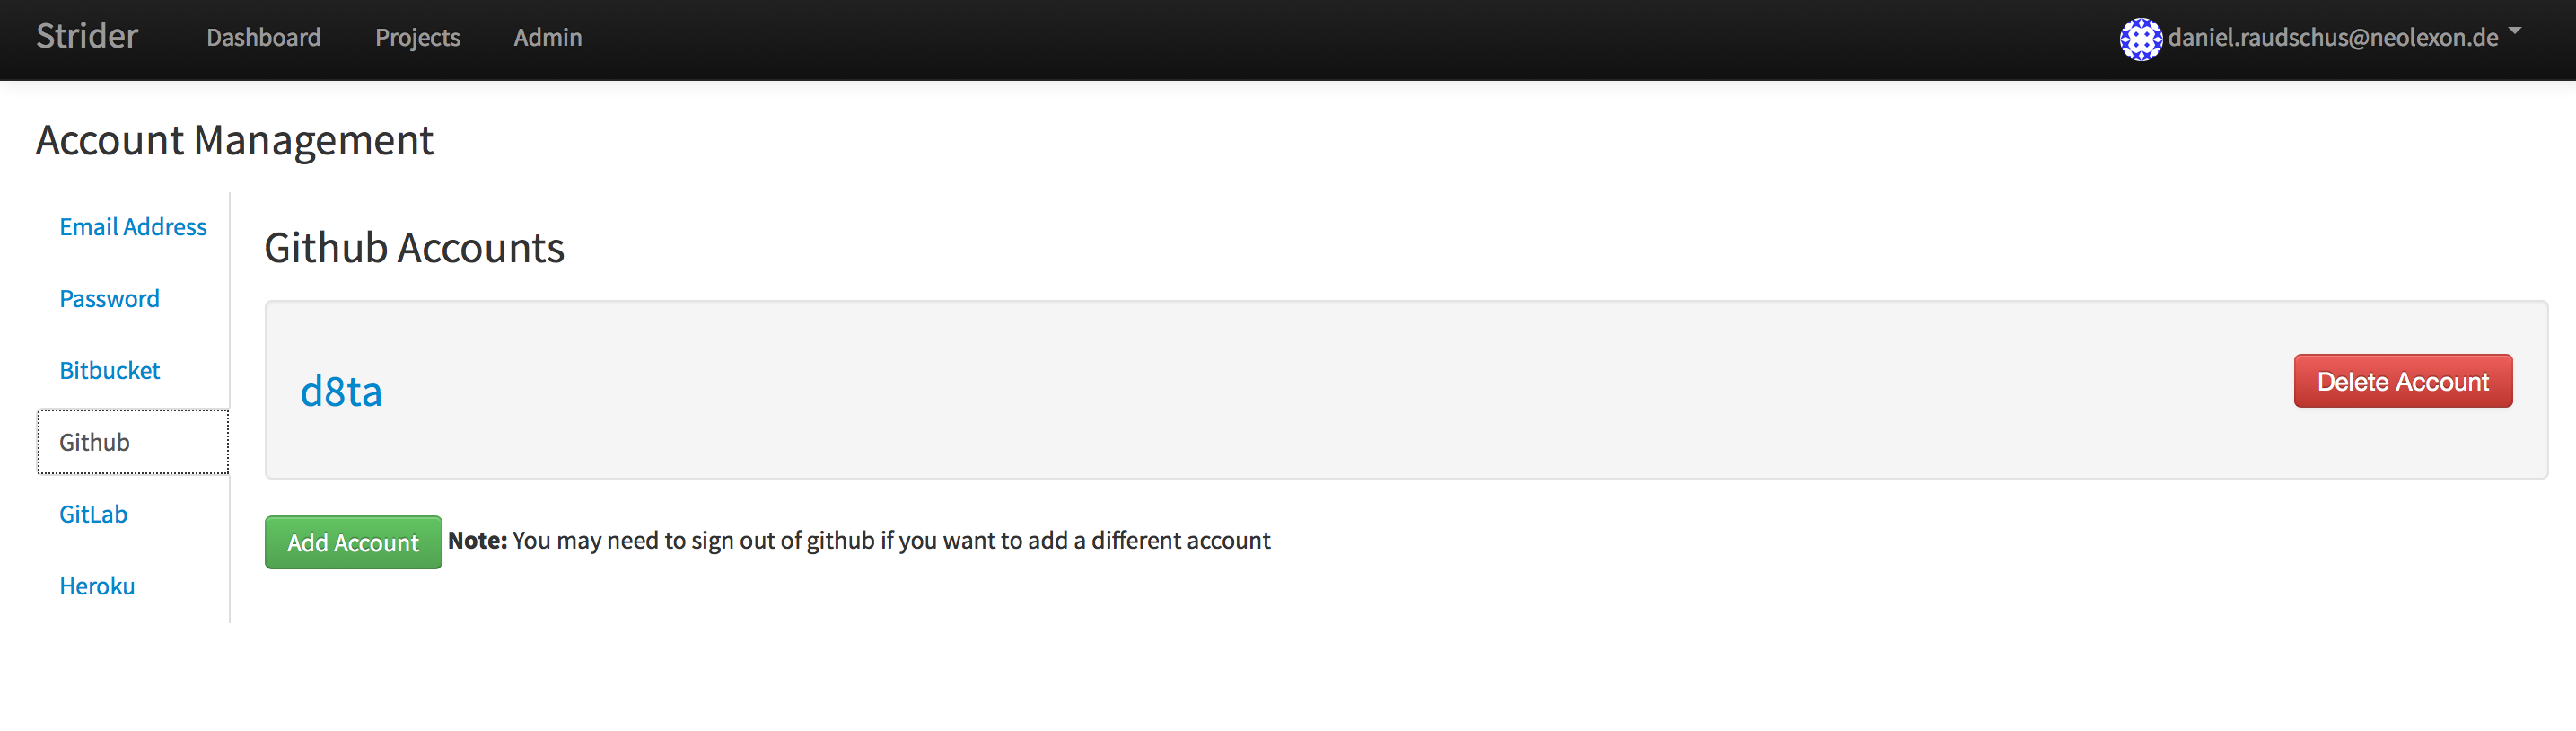 Strider Dashboard Projects Admin daniel.raudschus@neolexon.de
Account Management
Email Address
Password
Bitbucket
Github
GitLab
Heroku
Github Accounts
d8ta Delete Account
Add Account Note: You may need to sign out of github if you want to add a different account